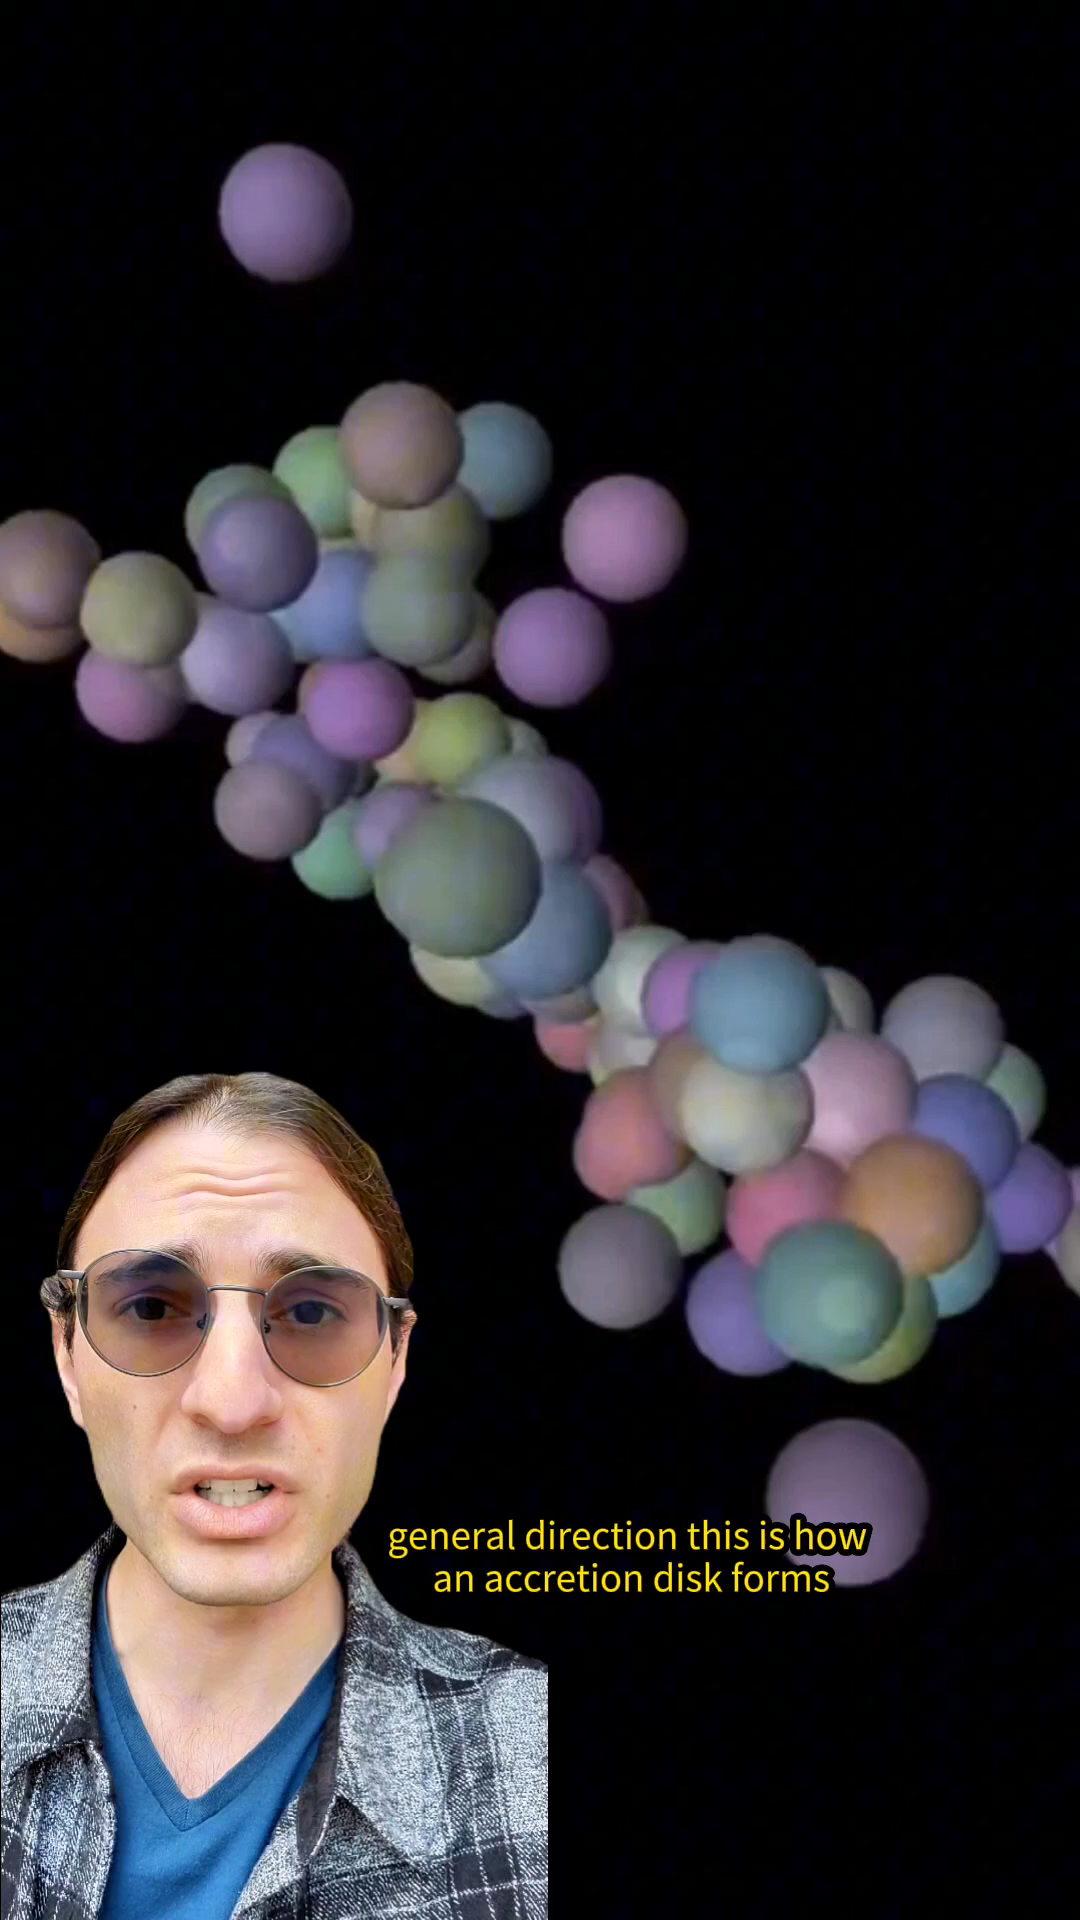 general direction this is how
an accretion disk forms